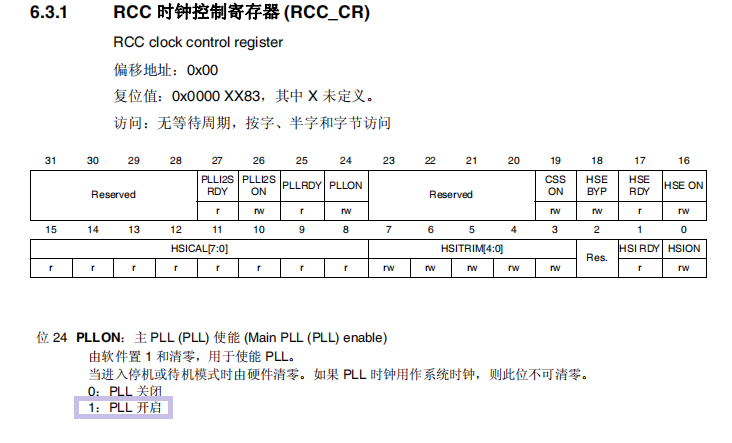 6.3.1 RCC 时钟控制寄存器 (RCC_CR)
RCC clock control register
偏移地址：0x00
复位值：0x0000 XX83，其中 X 未定义。
访问：无等待周期，按字、半字和字节访问
31 30 29 28 27 26 25 24 23 22 21 20 19 18 17 16
Reserved PLLI2S RDY PLLI2S ON PLLRDY PLLON Reserved CSS ON HSE BYP HSE RDY HSE ON
r rw r rw rw rw r rw
15 14 13 12 11 10 9 8 7 6 5 4 3 2 1 0
HSICAL[7:0] HSITRIM[4:0] Res. HSI RDY HSION
r r r r r r r r rw rw rw rw rw r rw
位 24 PLLON：主 PLL (PLL) 使能 (Main PLL (PLL) enable)
由软件置 1 和清零，用于使能 PLL。
当进入停机或待机模式时由硬件清零。如果 PLL 时钟用作系统时钟，则此位不可清零。
0：PLL 关闭
1：PLL 开启